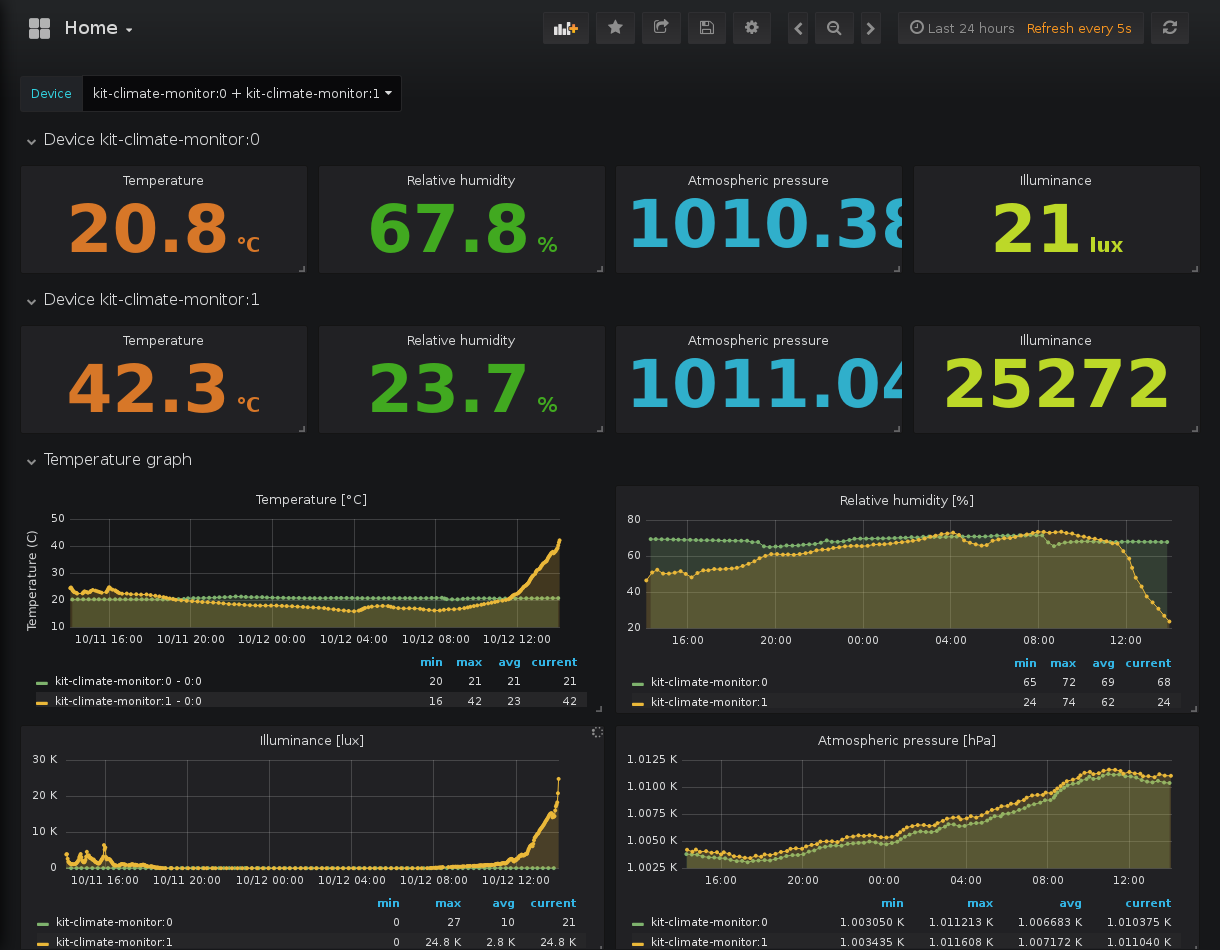 Home
Last 24 hours Refresh every 5s
Device kit-climate-monitor:0 + kit-climate-monitor:1
Device kit-climate-monitor:0
Temperature Relative humidity Atmospheric pressure Illuminance
20.8 °C 67.8 % 1010.38 21 lux
Device kit-climate-monitor:1
Temperature Relative humidity Atmospheric pressure Illuminance
42.3 °C 23.7 % 1011.04 25272
Temperature graph
Temperature [°C]
Temperature (C)
50
40
30
20
10
10/11 16:00 10/11 20:00 10/12 00:00 10/12 04:00 10/12 08:00 10/12 12:00
min max avg current
kit-climate-monitor:0 - 0:0 20 21 21 21
kit-climate-monitor:1 - 0:0 16 42 23 42
Relative humidity [%]
80
60
40
20
16:00 20:00 00:00 04:00 08:00 12:00
min max avg current
kit-climate-monitor:0 65 72 69 68
kit-climate-monitor:1 24 74 62 24
Illuminance [lux]
30 K
20 K
10 K
0
10/11 16:00 10/11 20:00 10/12 00:00 10/12 04:00 10/12 08:00 10/12 12:00
min max avg current
kit-climate-monitor:0 0 27 10 21
kit-climate-monitor:1 0 24.8 K 2.8 K 24.8 K
Atmospheric pressure [hPa]
1.0125 K
1.0100 K
1.0075 K
1.0050 K
1.0025 K
16:00 20:00 00:00 04:00 08:00 12:00
min max avg current
kit-climate-monitor:0 1.003050 K 1.011213 K 1.006683 K 1.010375 K
kit-climate-monitor:1 1.003435 K 1.011608 K 1.007172 K 1.011040 K